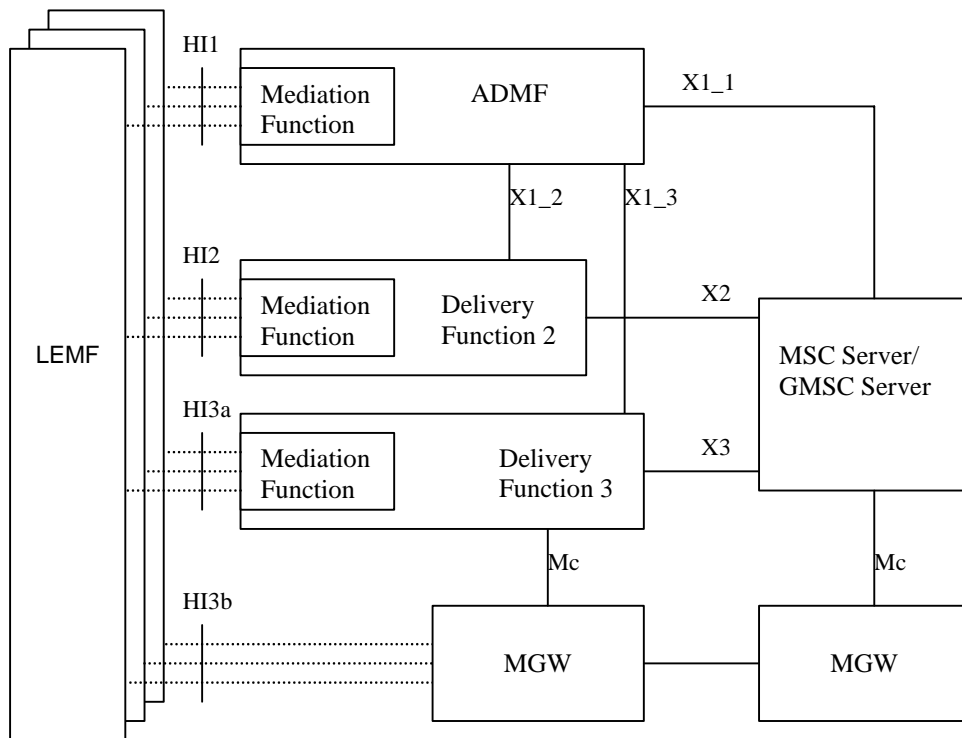 HI1
Mediation
Function
ADMF
X1_1
X1_2
X1_3
HI2
Mediation
Function
Delivery
Function 2
X2
LEMF
MSC Server/
GMSC Server
HI3a
Mediation
Function
Delivery
Function 3
X3
Mc
Mc
HI3b
MGW
MGW